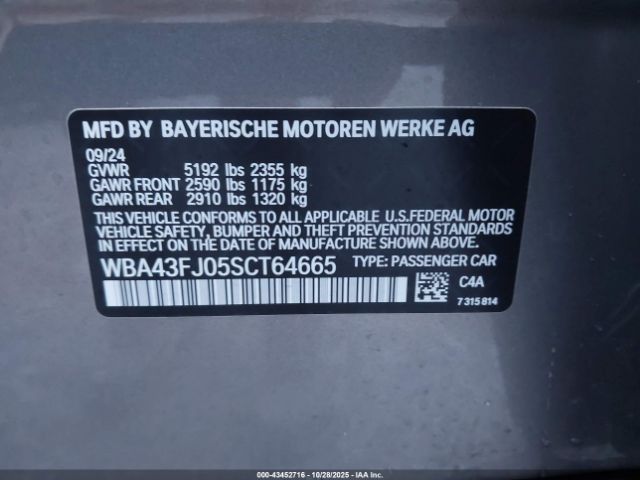 MFD BY BAYERISCHE MOTOREN WERKE AG
09/24
GVWR 5192 lbs 2355 kg
GAWR FRONT 2590 lbs 1175 kg
GAWR REAR 2910 lbs 1320 kg
THIS VEHICLE CONFORMS TO ALL APPLICABLE U.S.FEDERAL MOTOR
VEHICLE SAFETY, BUMPER AND THEFT PREVENTION STANDARDS
IN EFFECT ON THE DATE OF MANUFACTURE SHOWN ABOVE.
WBA43FJ05SCT64665 TYPE: PASSENGER CAR
C4A
7 315 814
000-43452716 - 10/28/2025 - IAAI.com